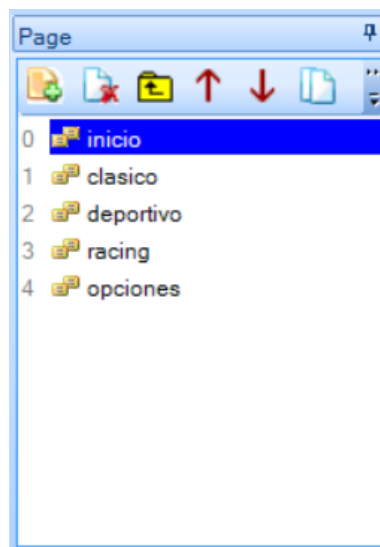 Page
0 inicio
1 clasico
2 deportivo
3 racing
4 opciones